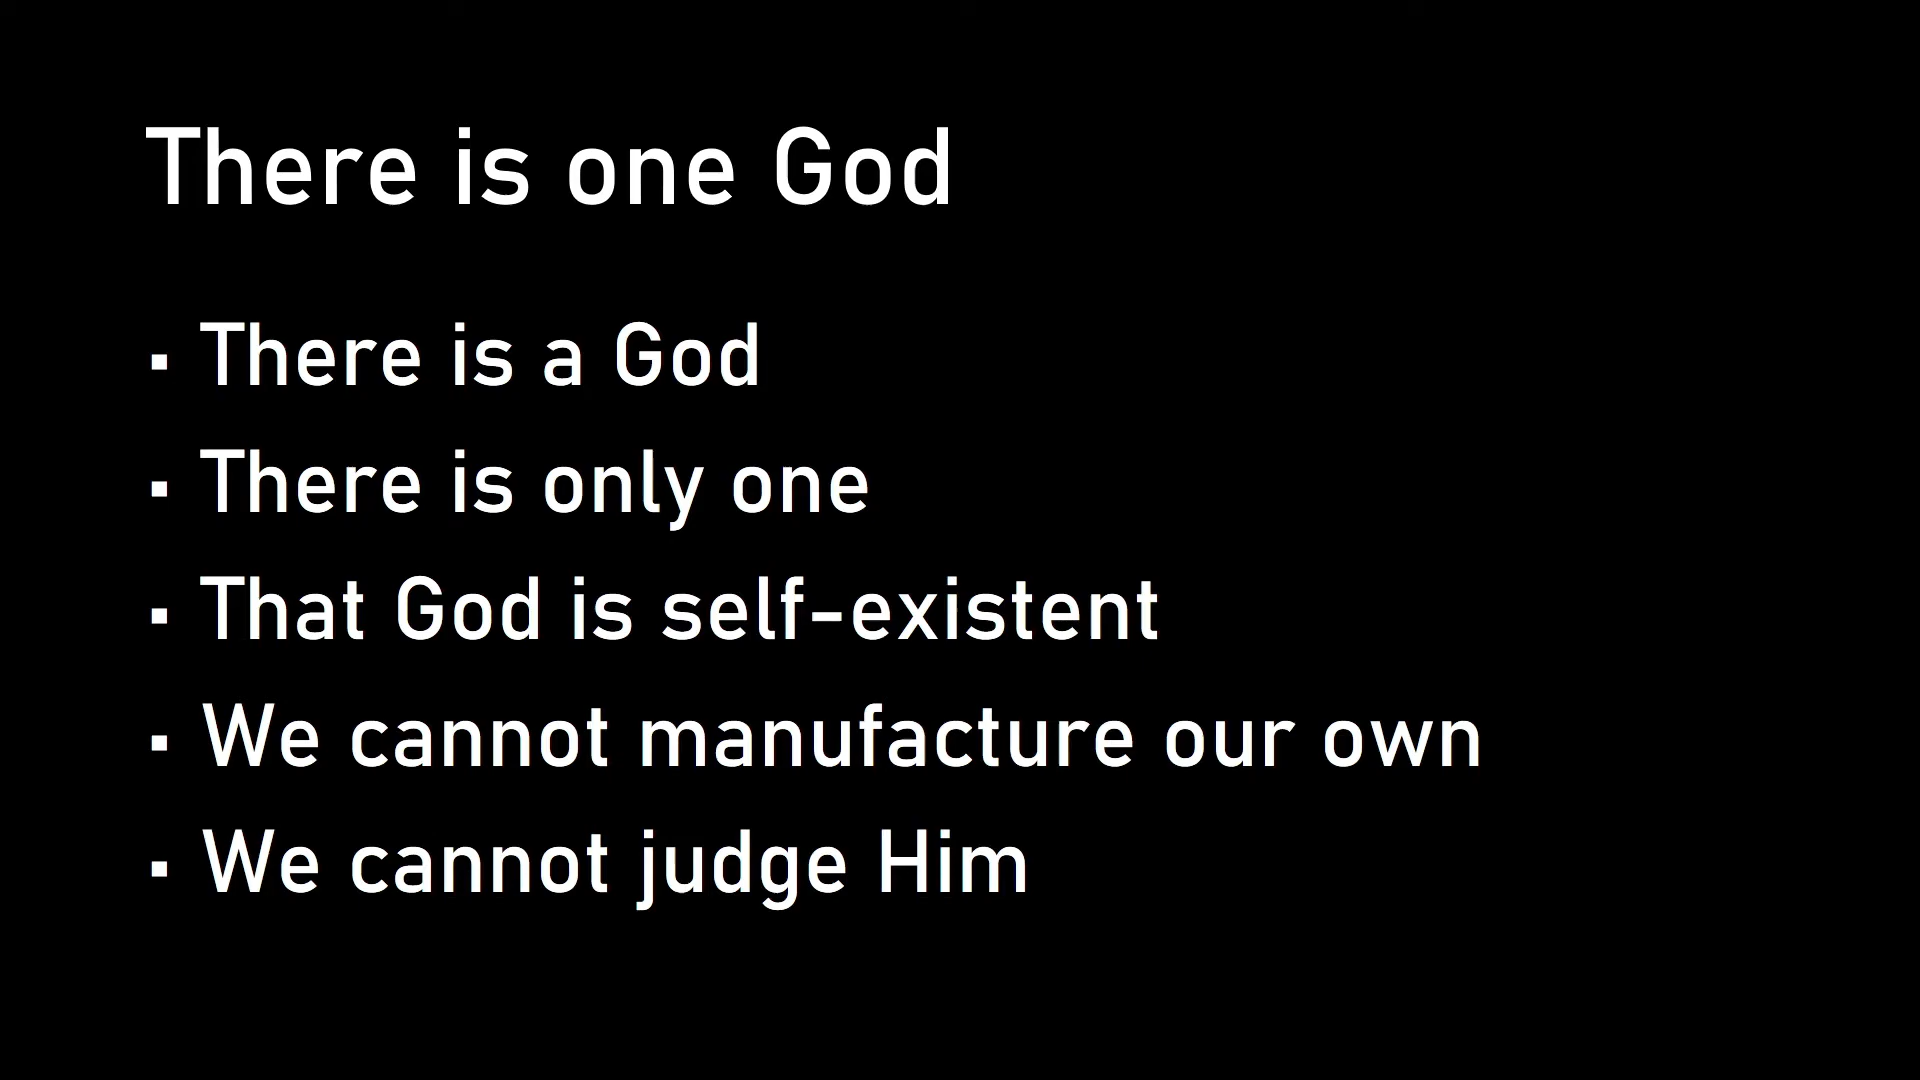 There is one God
▪ There is a God
▪ There is only one
▪ That God is self-existent
▪ We cannot manufacture our own
▪ We cannot judge Him